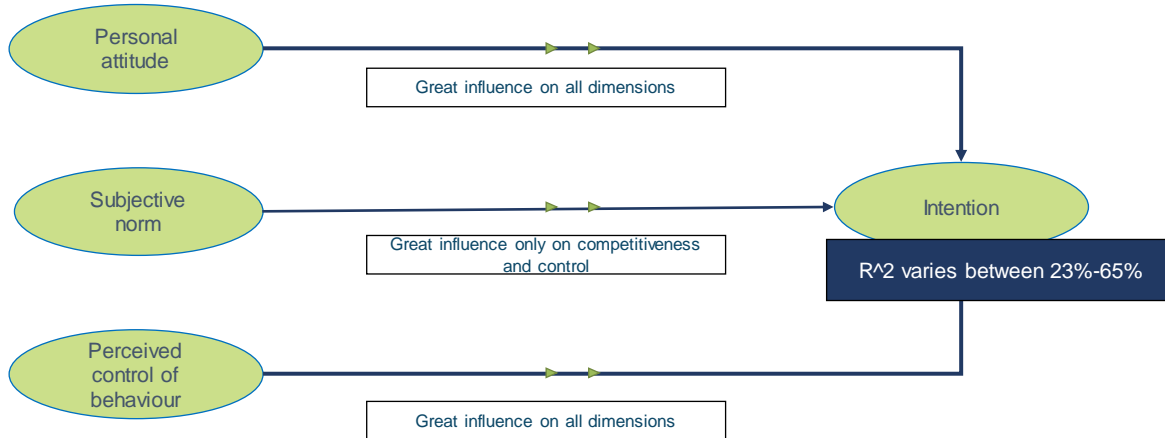 Personal
attitude
Great influence on all dimensions
Subjective
norm
Intention
Great influence only on competitiveness
and control
R^2 varies between 23%-65%
Perceived
control of
behaviour
Great influence on all dimensions